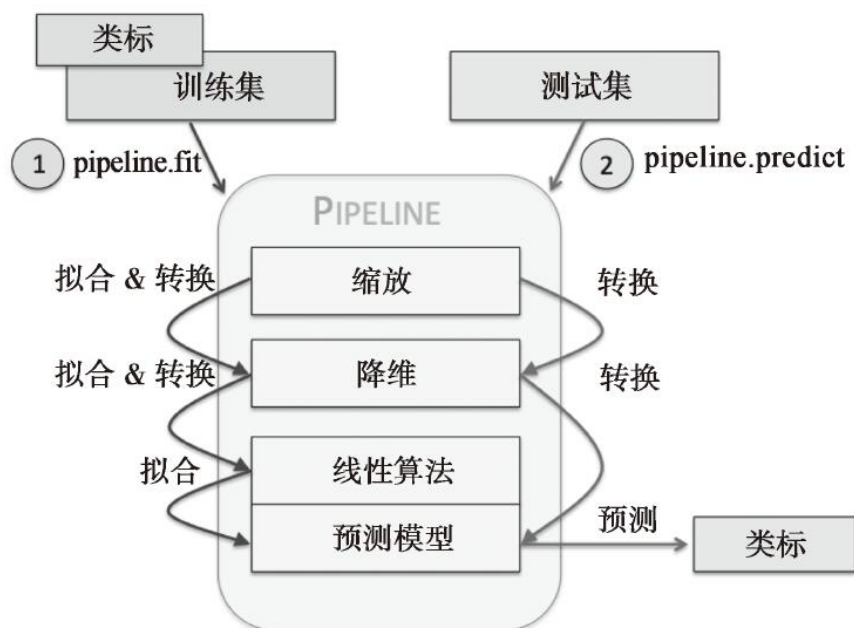 类标
训练集
测试集
1 pipeline.fit
2 pipeline.predict
PIPELINE
拟合 & 转换
缩放
转换
拟合 & 转换
降维
转换
拟合
线性算法
预测模型
预测
类标